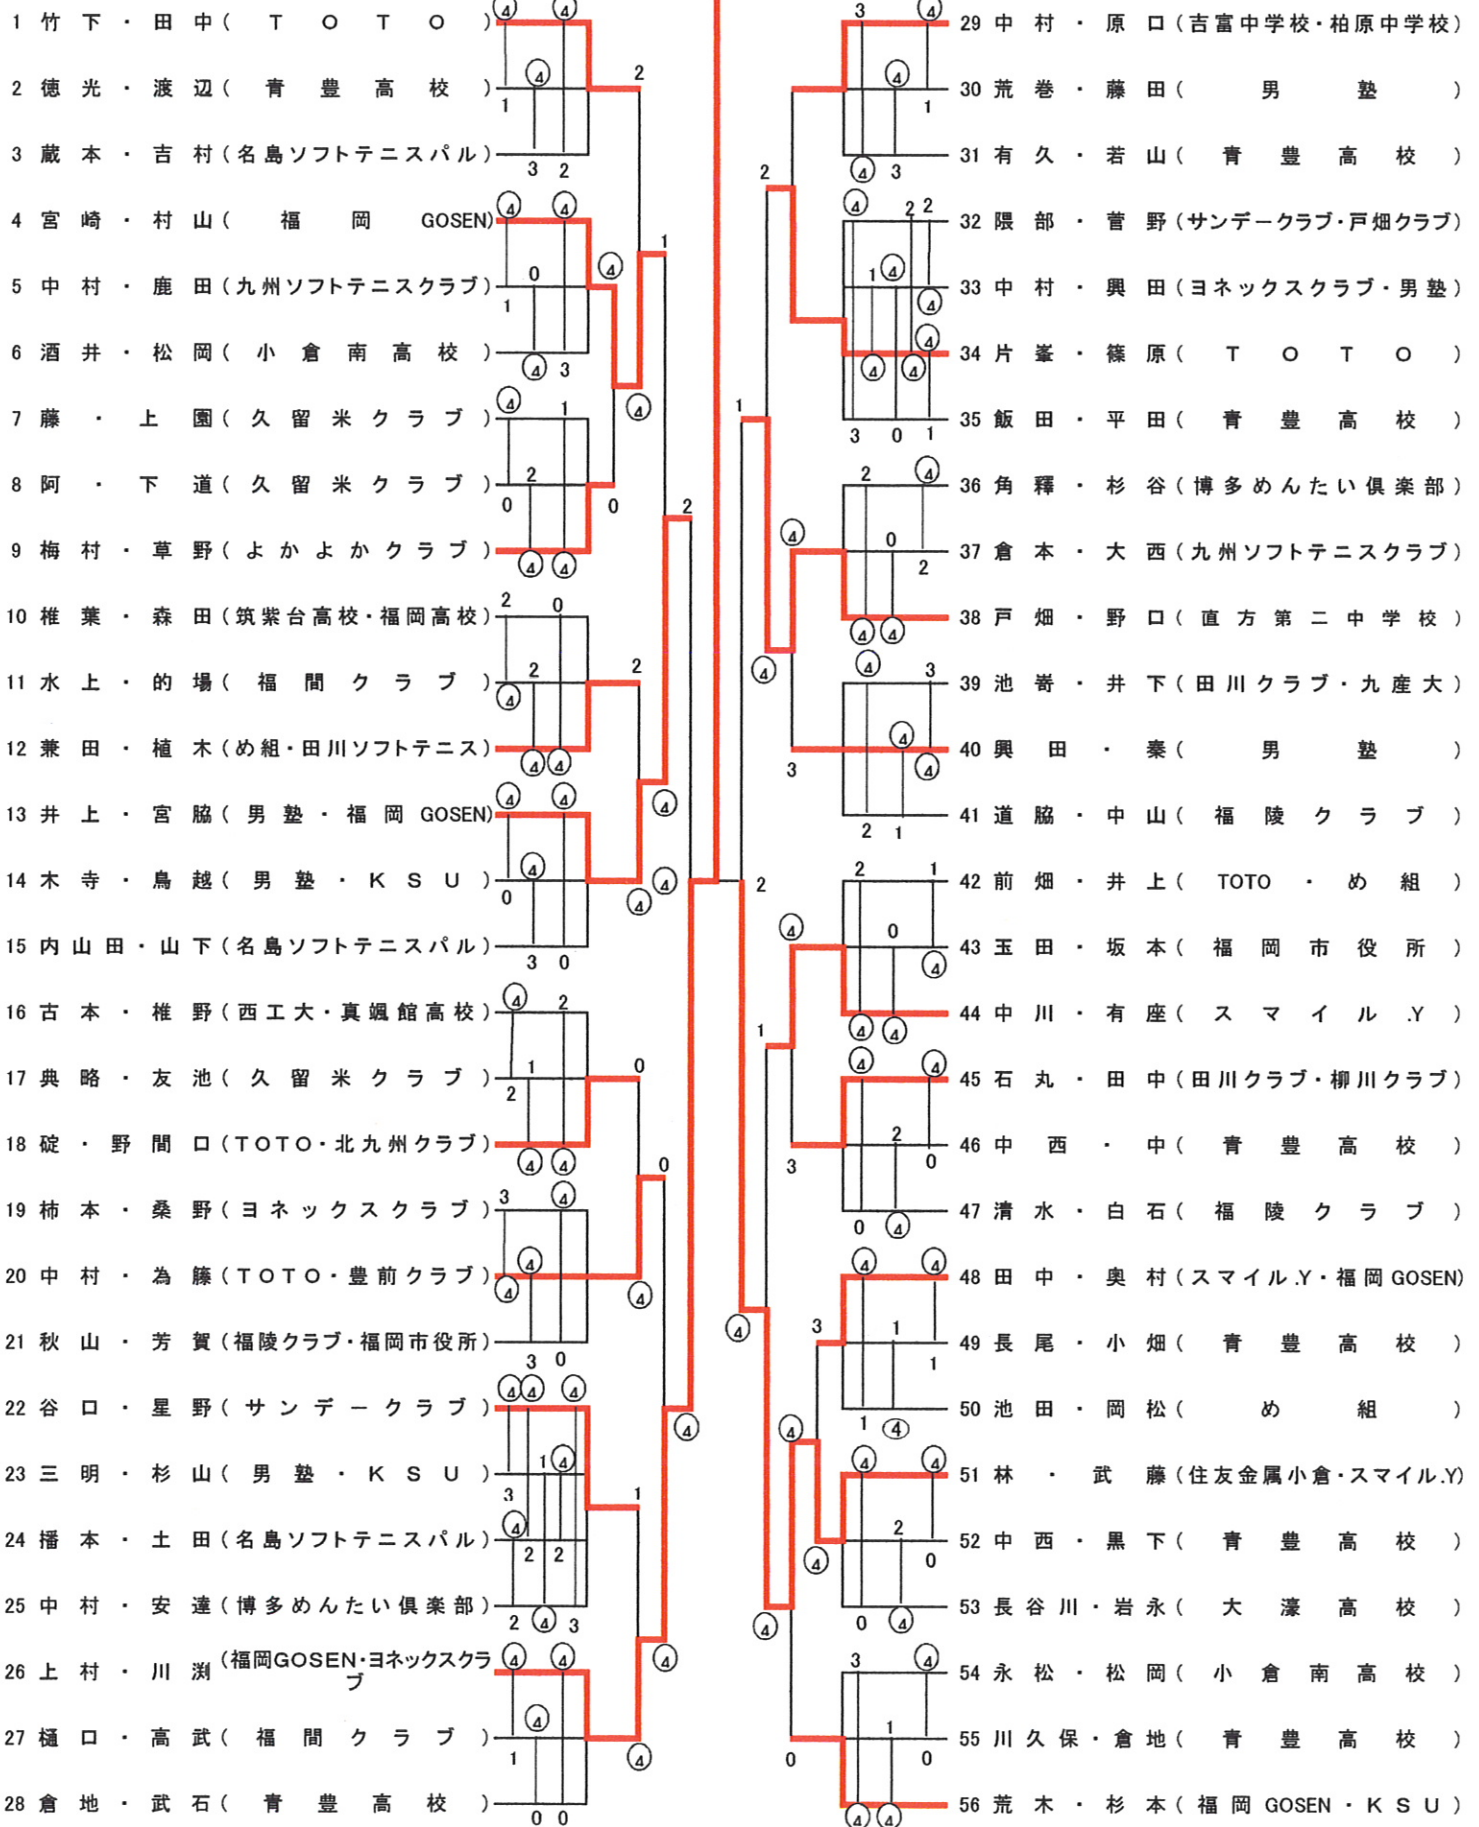 1 竹下・田中(TOTO)
2 徳光・渡辺(青豊高校)
3 蔵本・吉村(名島ソフトテニスパル)
4 宮崎・村山(福岡GOSEN)
5 中村・鹿田(九州ソフトテニスクラブ)
6 酒井・松岡(小倉南高校)
7 藤・上園(久留米クラブ)
8 阿・下道(久留米クラブ)
9 梅村・草野(よかよかクラブ)
10 椎葉・森田(筑紫台高校・福岡高校)
11 水上・的場(福間クラブ)
12 兼田・植木(め組・田川ソフトテニス)
13 井上・宮脇(男塾・福岡GOSEN)
14 木寺・鳥越(男塾・KSU)
15 内山田・山下(名島ソフトテニスパル)
16 古本・椎野(西工大・真颯館高校)
17 典略・友池(久留米クラブ)
18 碇・野間口(TOTO・北九州クラブ)
19 柿本・桑野(ヨネックスクラブ)
20 中村・為籐(TOTO・豊前クラブ)
21 秋山・芳賀(福陵クラブ・福岡市役所)
22 谷口・星野(サンデークラブ)
23 三明・杉山(男塾・KSU)
24 播本・土田(名島ソフトテニスパル)
25 中村・安達(博多めんたい倶楽部)
26 上村・川渕(福岡GOSEN・ヨネックスクラブ)
27 樋口・高武(福間クラブ)
28 倉地・武石(青豊高校)
29 中村・原口(吉富中学校・柏原中学校)
30 荒巻・藤田(男塾)
31 有久・若山(青豊高校)
32 隈部・菅野(サンデークラブ・戸畑クラブ)
33 中村・興田(ヨネックスクラブ・男塾)
34 片峯・篠原(TOTO)
35 飯田・平田(青豊高校)
36 角釋・杉谷(博多めんたい倶楽部)
37 倉本・大西(九州ソフトテニスクラブ)
38 戸畑・野口(直方第二中学校)
39 池嵜・井下(田川クラブ・九産大)
40 興田・秦(男塾)
41 道脇・中山(福陵クラブ)
42 前畑・井上(TOTO・め組)
43 玉田・坂本(福岡市役所)
44 中川・有座(スマイル.Y)
45 石丸・田中(田川クラブ・柳川クラブ)
46 中西・中(青豊高校)
47 清水・白石(福陵クラブ)
48 田中・奥村(スマイル.Y・福岡GOSEN)
49 長尾・小畑(青豊高校)
50 池田・岡松(め組)
51 林・武藤(住友金属小倉・スマイル.Y)
52 中西・黒下(青豊高校)
53 長谷川・岩永(大濠高校)
54 永松・松岡(小倉南高校)
55 川久保・倉地(青豊高校)
56 荒木・杉本(福岡GOSEN・KSU)